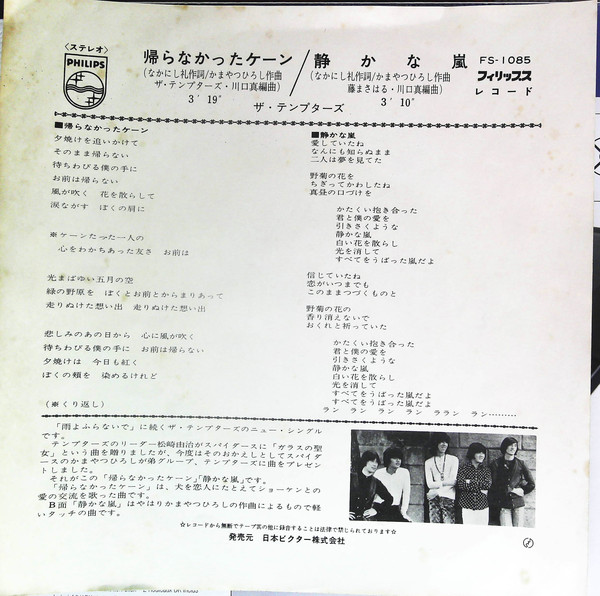 〈ステレオ〉
PHILIPS
帰らなかったケーン
(なかにし礼作詞/かまやつひろし作曲
ザ・テンプターズ・川口真編曲)
3′19″
静かな嵐
(なかにし礼作詞/かまやつひろし作曲
藤まさはる・川口真編曲)
3′10″
FS-1085
フィリップス
レコード
ザ・テンプターズ
■帰らなかったケーン
夕焼けを追いかけて
そのまま帰らない
待ちわびる僕の手に
お前は帰らない
風が吹く 花を散らして
涙ながす ぼくの肩に
※ケーンたった一人の
心をわかちあった友さ お前は
光まばゆい五月の空
緑の野原を ぼくとお前とからまりあって
走りぬけた想い出 走りぬけた想い出
悲しみのあの日から 心に風が吹く
待ちわびる僕の手に お前は帰らない
夕焼けは 今日も紅く
ぼくの頬を 染めるけれど
(※くり返し)
■静かな嵐
愛していたね
なんにも知らぬまま
二人は夢を見てた
野菊の花を
ちぎってかわしたね
真昼の口づけを
かたくい抱き合った
君と僕の愛を
引きさくような
静かな嵐
白い花を散らし
光を消して
すべてをうばった嵐だよ
信じていたね
恋がいつまでも
このままつづくものと
野菊の花の
香り消えないで
おくれと祈っていた
かたくい抱き合った
君と僕の愛を
引きさくような
静かな嵐
白い花を散らし
光を消して
すべてをうばった嵐だよ
すべてをうばった嵐だよ
ラン ラン ラン ラン ララン ラン………
「雨よふらないで」に続くザ・テンプターズのニュー・シングル
です。
テンプターズのリーダー松崎由治がスパイダースに「ガラスの聖
女」という曲を贈りましたが、今度はそのおかえしとしてスパイダ
ースのかまやつひろしが弟グループ、テンプターズに曲をプレゼン
トしました。
それがこの「帰らなかったケーン」「静かな嵐」です。
「帰らなかったケーン」は、犬を恋人にたとえてショーケンとの
愛の交流を歌った曲です。
B面「静かな嵐」はやはりかまやつひろしの作曲によるもので軽
いタッチの曲です。
☆レコードから無断でテープ其の他に録音することは法律で禁じられております☆
発売元 日本ビクター株式会社